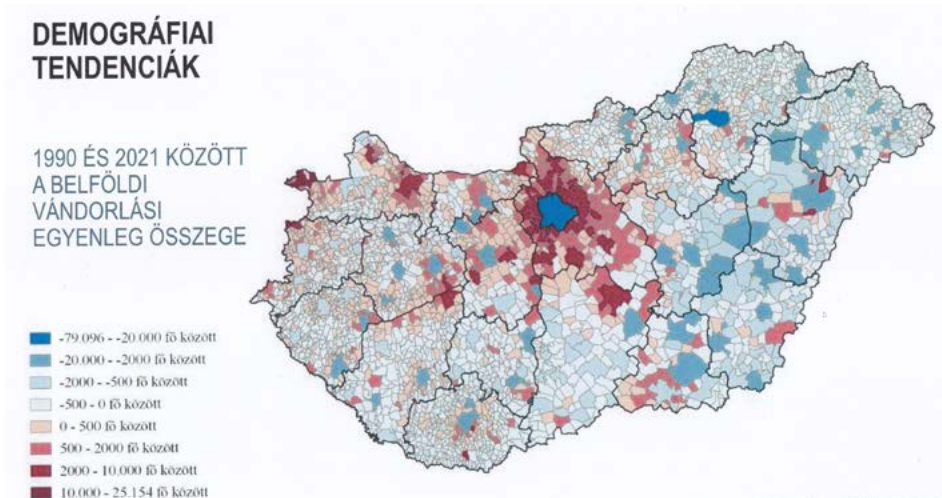 DEMOGRÁFIAI
TENDENCIÁK
1990 ÉS 2021 KÖZÖTT
A BELFÖLDI
VÁNDORLÁSI
EGYENLEG ÖSSZEGE
-79.096 - -20.000 fő között
-20.000 - -2000 fő között
-2000 - -500 fő között
-500 - 0 fő között
0 - 500 fő között
500 - 2000 fő között
2000 - 10.000 fő között
10.000 - 25.154 fő között